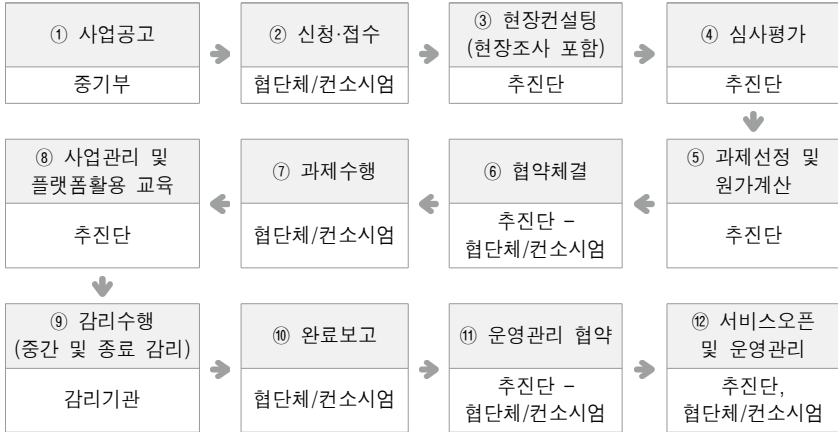 ① 사업공고
중기부
② 신청·접수
협단체/컨소시엄
③ 현장컨설팅
(현장조사 포함)
추진단
④ 심사평가
추진단
⑤ 과제선정 및
원가계산
추진단
⑥ 협약체결
추진단 –
협단체/컨소시엄
⑦ 과제수행
협단체/컨소시엄
⑧ 사업관리 및
플랫폼활용 교육
추진단
⑨ 감리수행
(중간 및 종료 감리)
감리기관
⑩ 완료보고
협단체/컨소시엄
⑪ 운영관리 협약
추진단 –
협단체/컨소시엄
⑫ 서비스오픈
및 운영관리
추진단,
협단체/컨소시엄